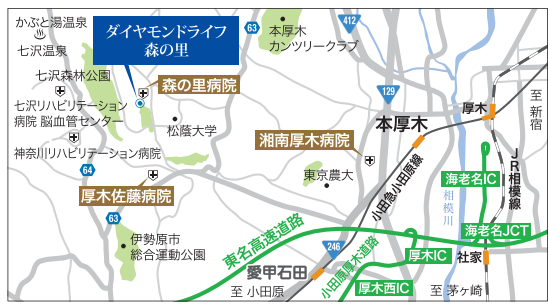 かぶと湯温泉
七沢温泉
ダイヤモンドライフ
森の里
63
412
本厚木
カンツリークラブ
七沢森林公園
森の里病院
129
至 新宿
厚木
七沢リハビリテーション
病院 脳血管センター
松蔭大学
本厚木
湘南厚木病院
神奈川リハビリテーション病院
64
東京農大
小田急小田原線
相模川
海老名IC
JR相模線
厚木佐藤病院
63
伊勢原市
総合運動公園
東名高速道路
246
小田原厚木道路
海老名JCT
厚木IC
社家
愛甲石田
至 小田原
厚木西IC
至 茅ヶ崎